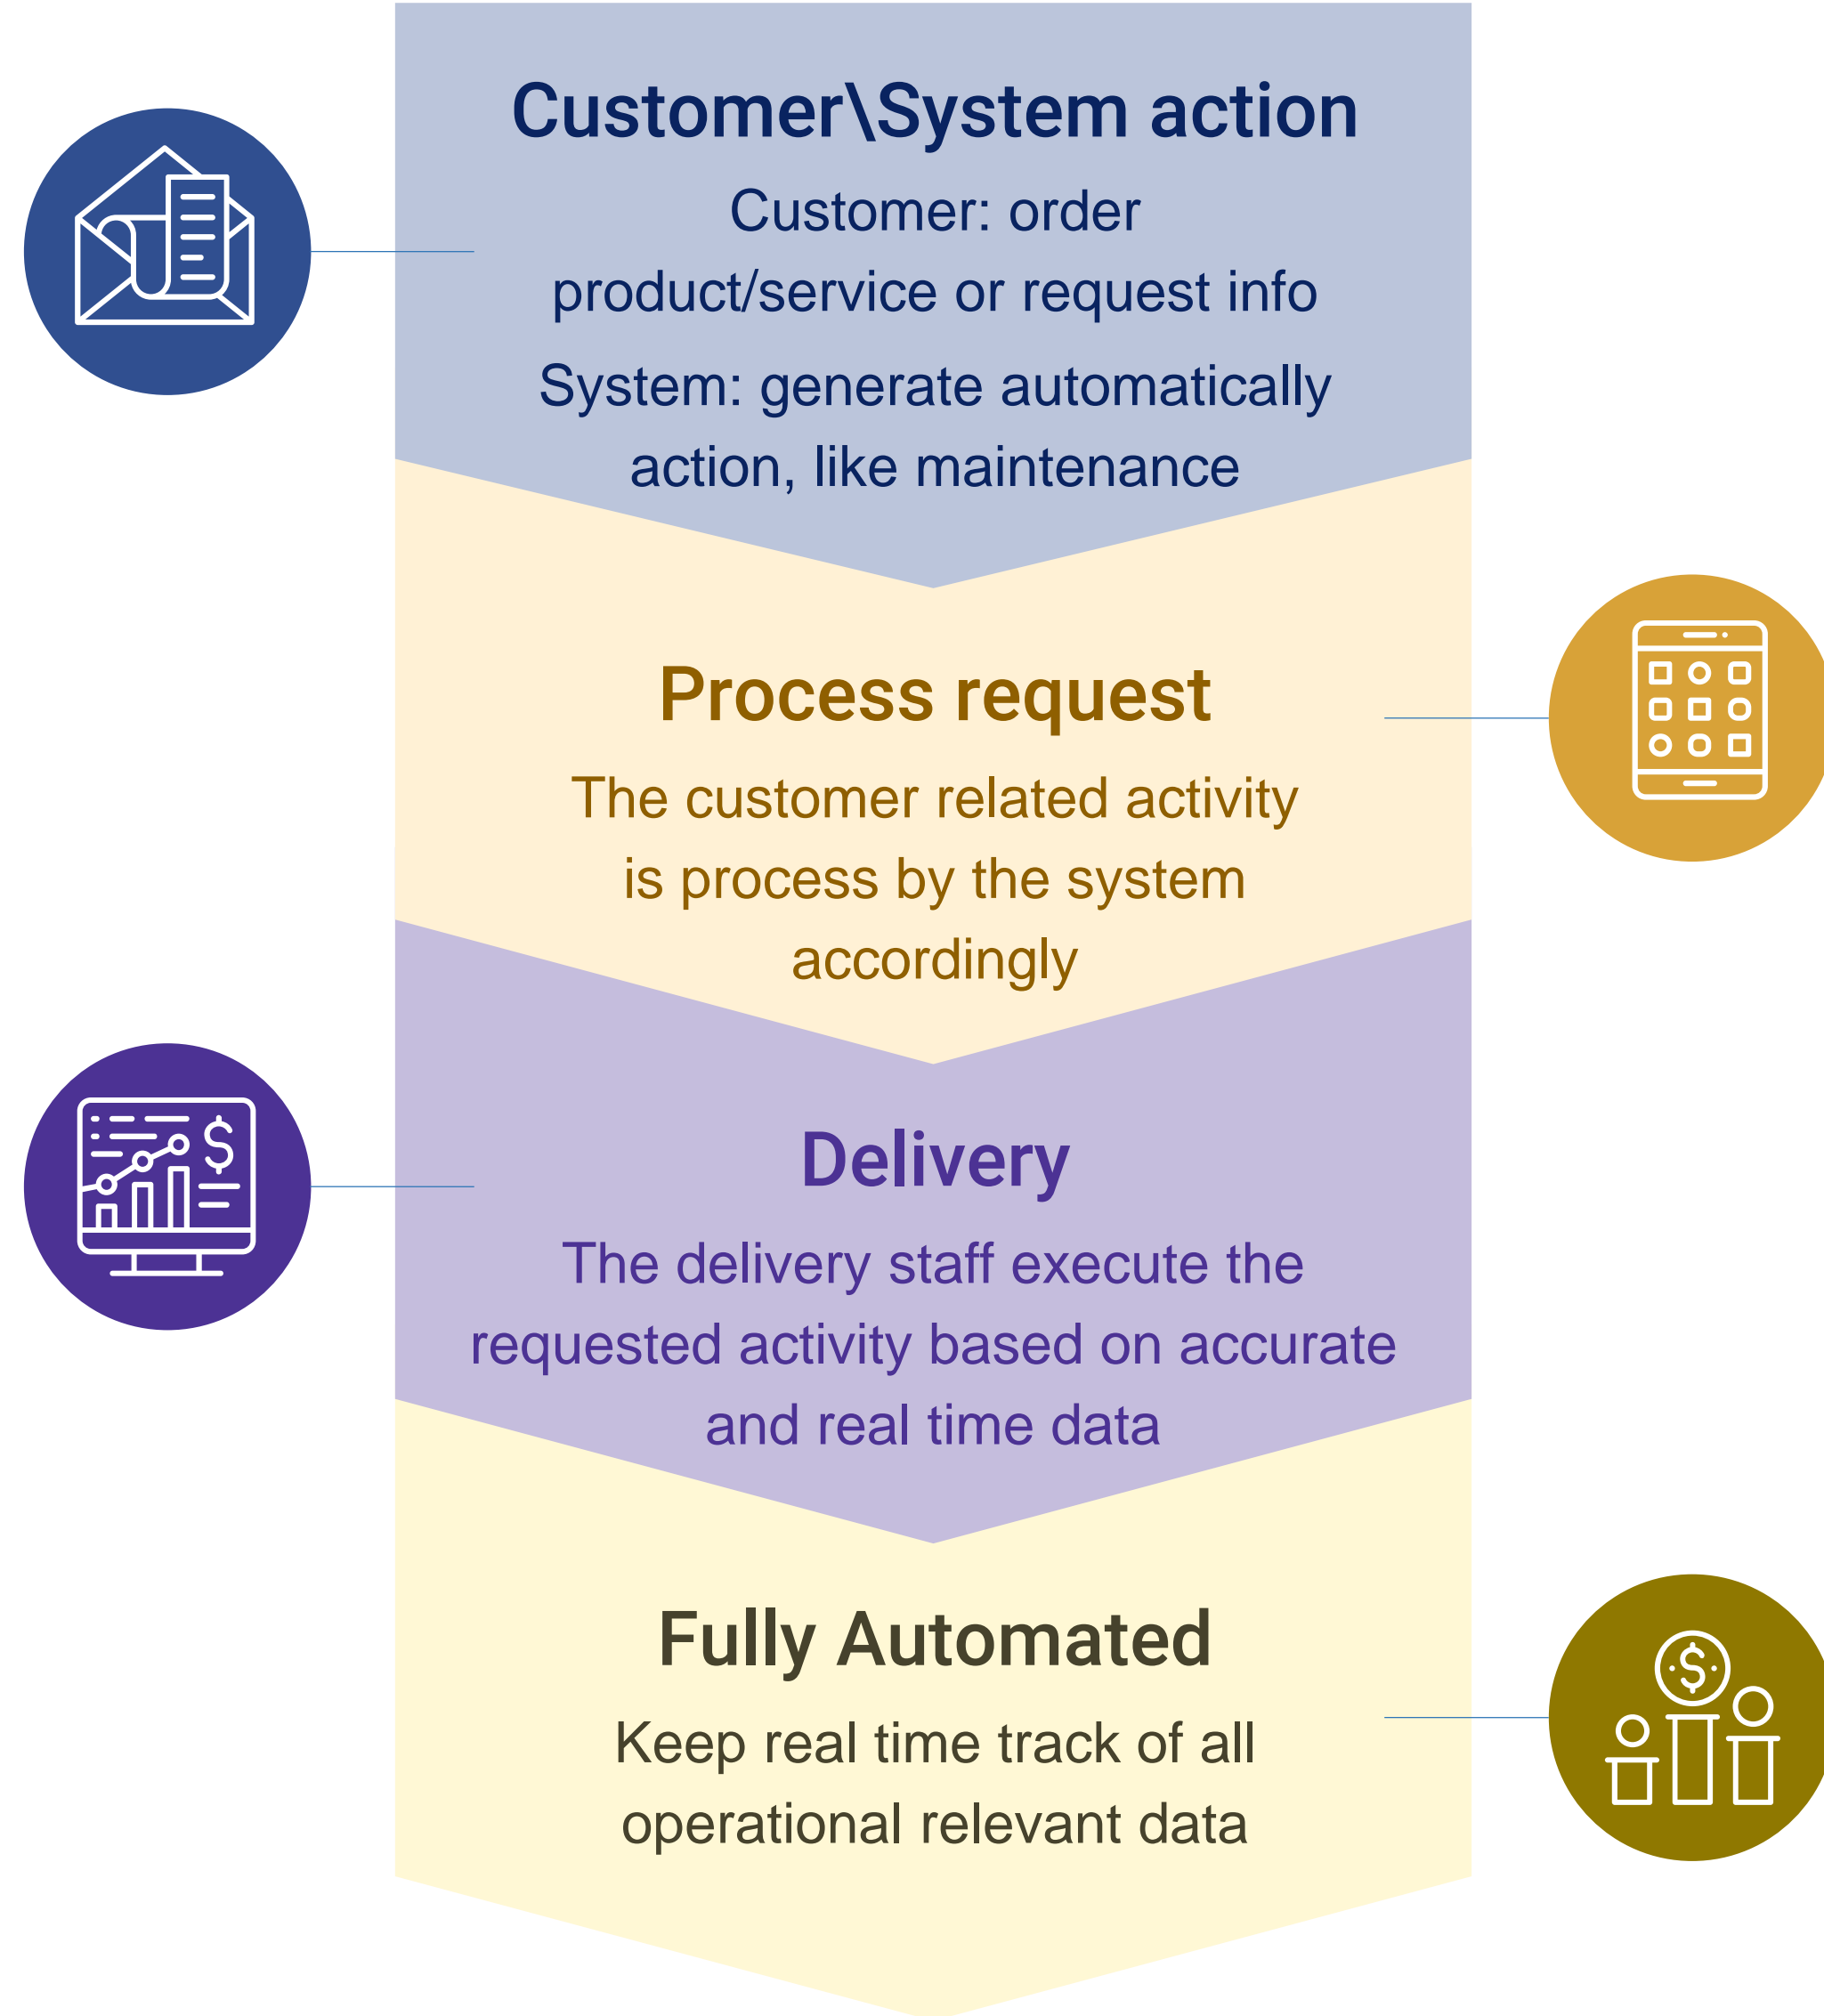 Customer\System action
Customer: order
product/service or request info
System: generate automatically
action, like maintenance
Process request
The customer related activity
is process by the system
accordingly
Delivery
The delivery staff execute the
requested activity based on accurate
and real time data
Fully Automated
Keep real time track of all
operational relevant data